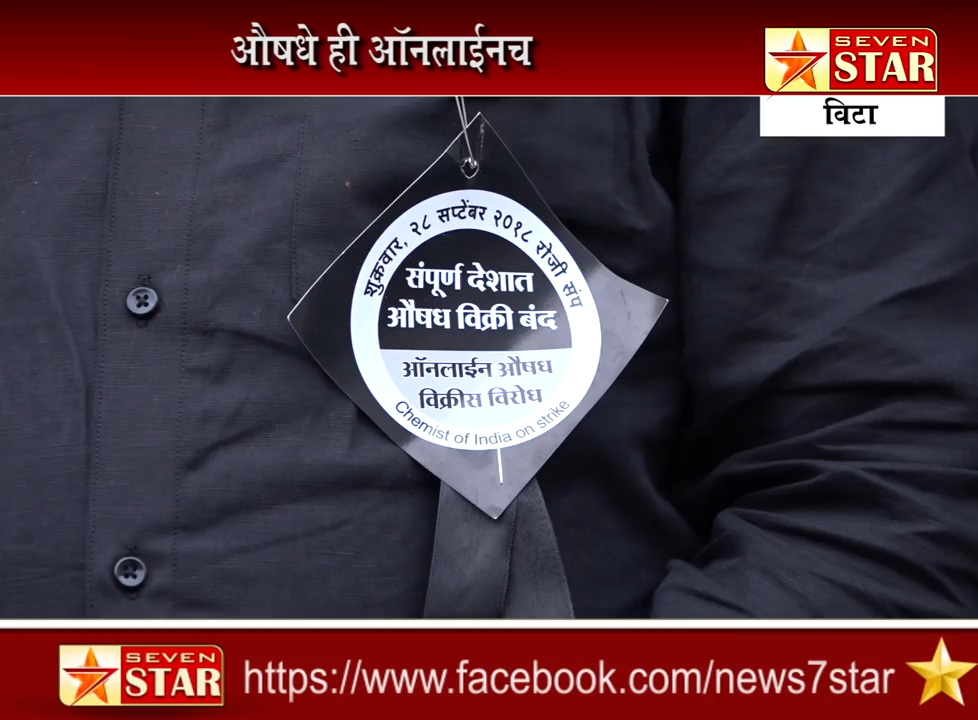 औषधे ही ऑनलाईनच
SEVEN
STAR
विटा
शुक्रवार, २८ सप्टेंबर २०१८ रोजी संप
संपूर्ण देशात
औषध विक्री बंद
ऑनलाईन औषध
विक्रीस विरोध
Chemist of India on strike
SEVEN
STAR
https://www.facebook.com/news7star